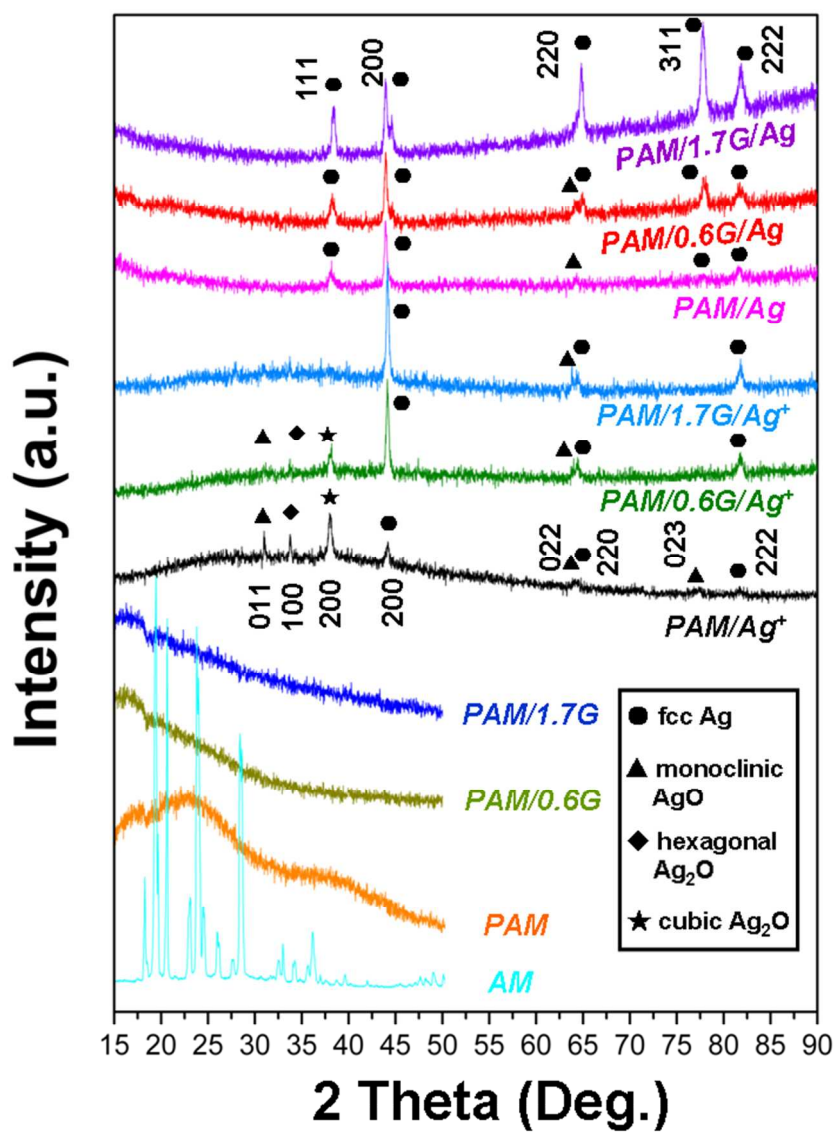 111
200
220
311
222
PAM/1.7G/Ag
PAM/0.6G/Ag
PAM/Ag
PAM/1.7G/Ag⁺
PAM/0.6G/Ag⁺
011
100
200
200
022
220
023
222
PAM/Ag⁺
PAM/1.7G
PAM/0.6G
PAM
AM
fcc Ag
monoclinic
AgO
hexagonal
Ag₂O
cubic Ag₂O
Intensity (a.u.)
15 20 25 30 35 40 45 50 55 60 65 70 75 80 85 90
2 Theta (Deg.)